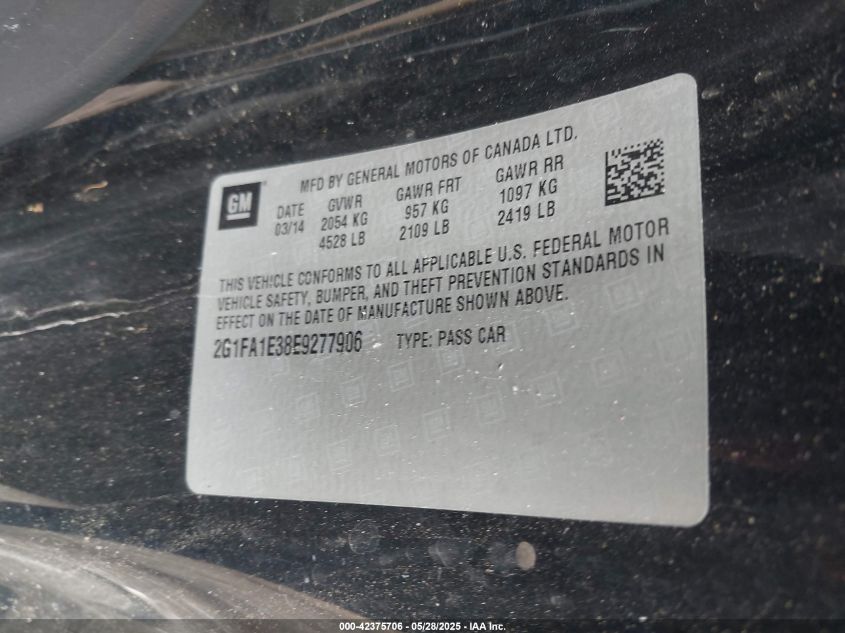 GM
MFD BY GENERAL MOTORS OF CANADA LTD.
DATE GVWR GAWR FRT GAWR RR
03/14 2054 KG 957 KG 1097 KG
4528 LB 2109 LB 2419 LB
THIS VEHICLE CONFORMS TO ALL APPLICABLE U.S. FEDERAL MOTOR
VEHICLE SAFETY, BUMPER, AND THEFT PREVENTION STANDARDS IN
EFFECT ON THE DATE OF MANUFACTURE SHOWN ABOVE.
2G1FA1E38E9277906 TYPE: PASS CAR
000-42375706 - 05/28/2025 - IAA Inc.